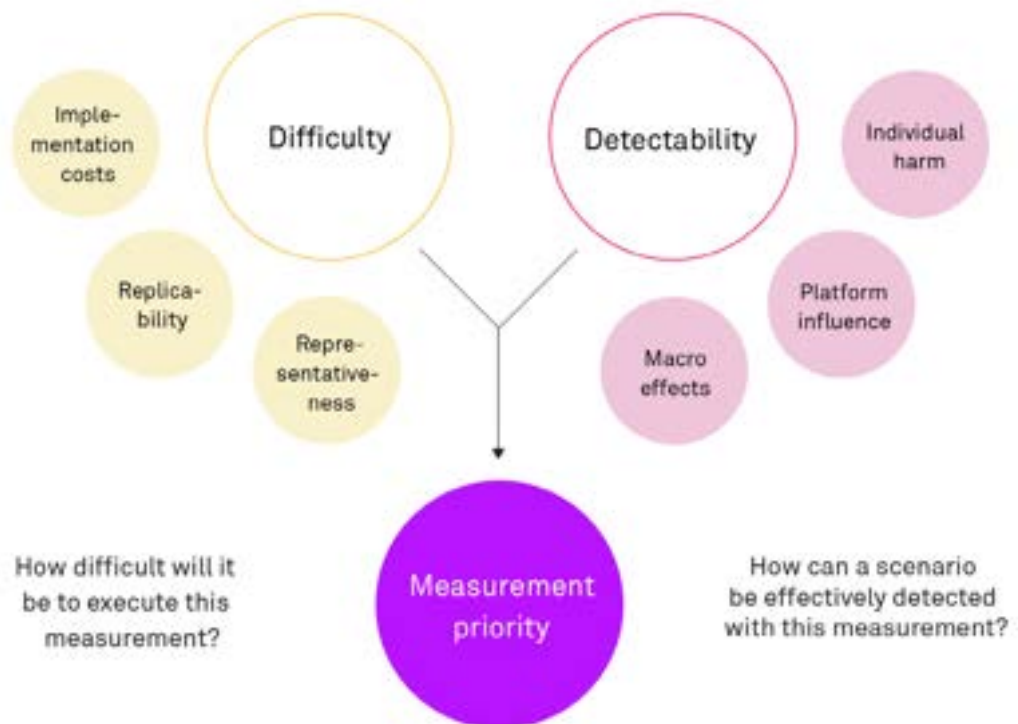 Difficulty
Detectability
Imple-
mentation
costs
Replica-
bility
Repre-
sentative-
ness
Individual
harm
Platform
influence
Macro
effects
Measurement
priority
How difficult will it
be to execute this
measurement?
How can a scenario
be effectively detected
with this measurement?